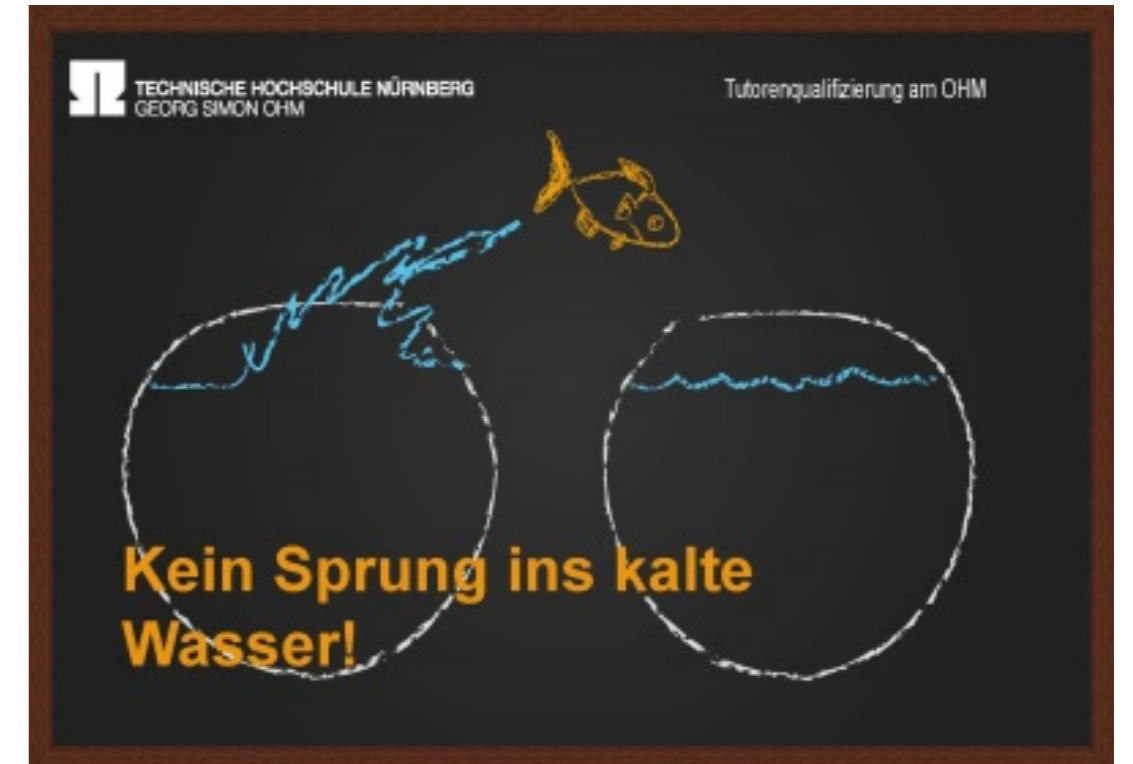 TECHNISCHE HOCHSCHULE NÜRNBERG
GEORG SIMON OHM
Tutorenqualifizierung am OHM
Kein Sprung ins kalte
Wasser!